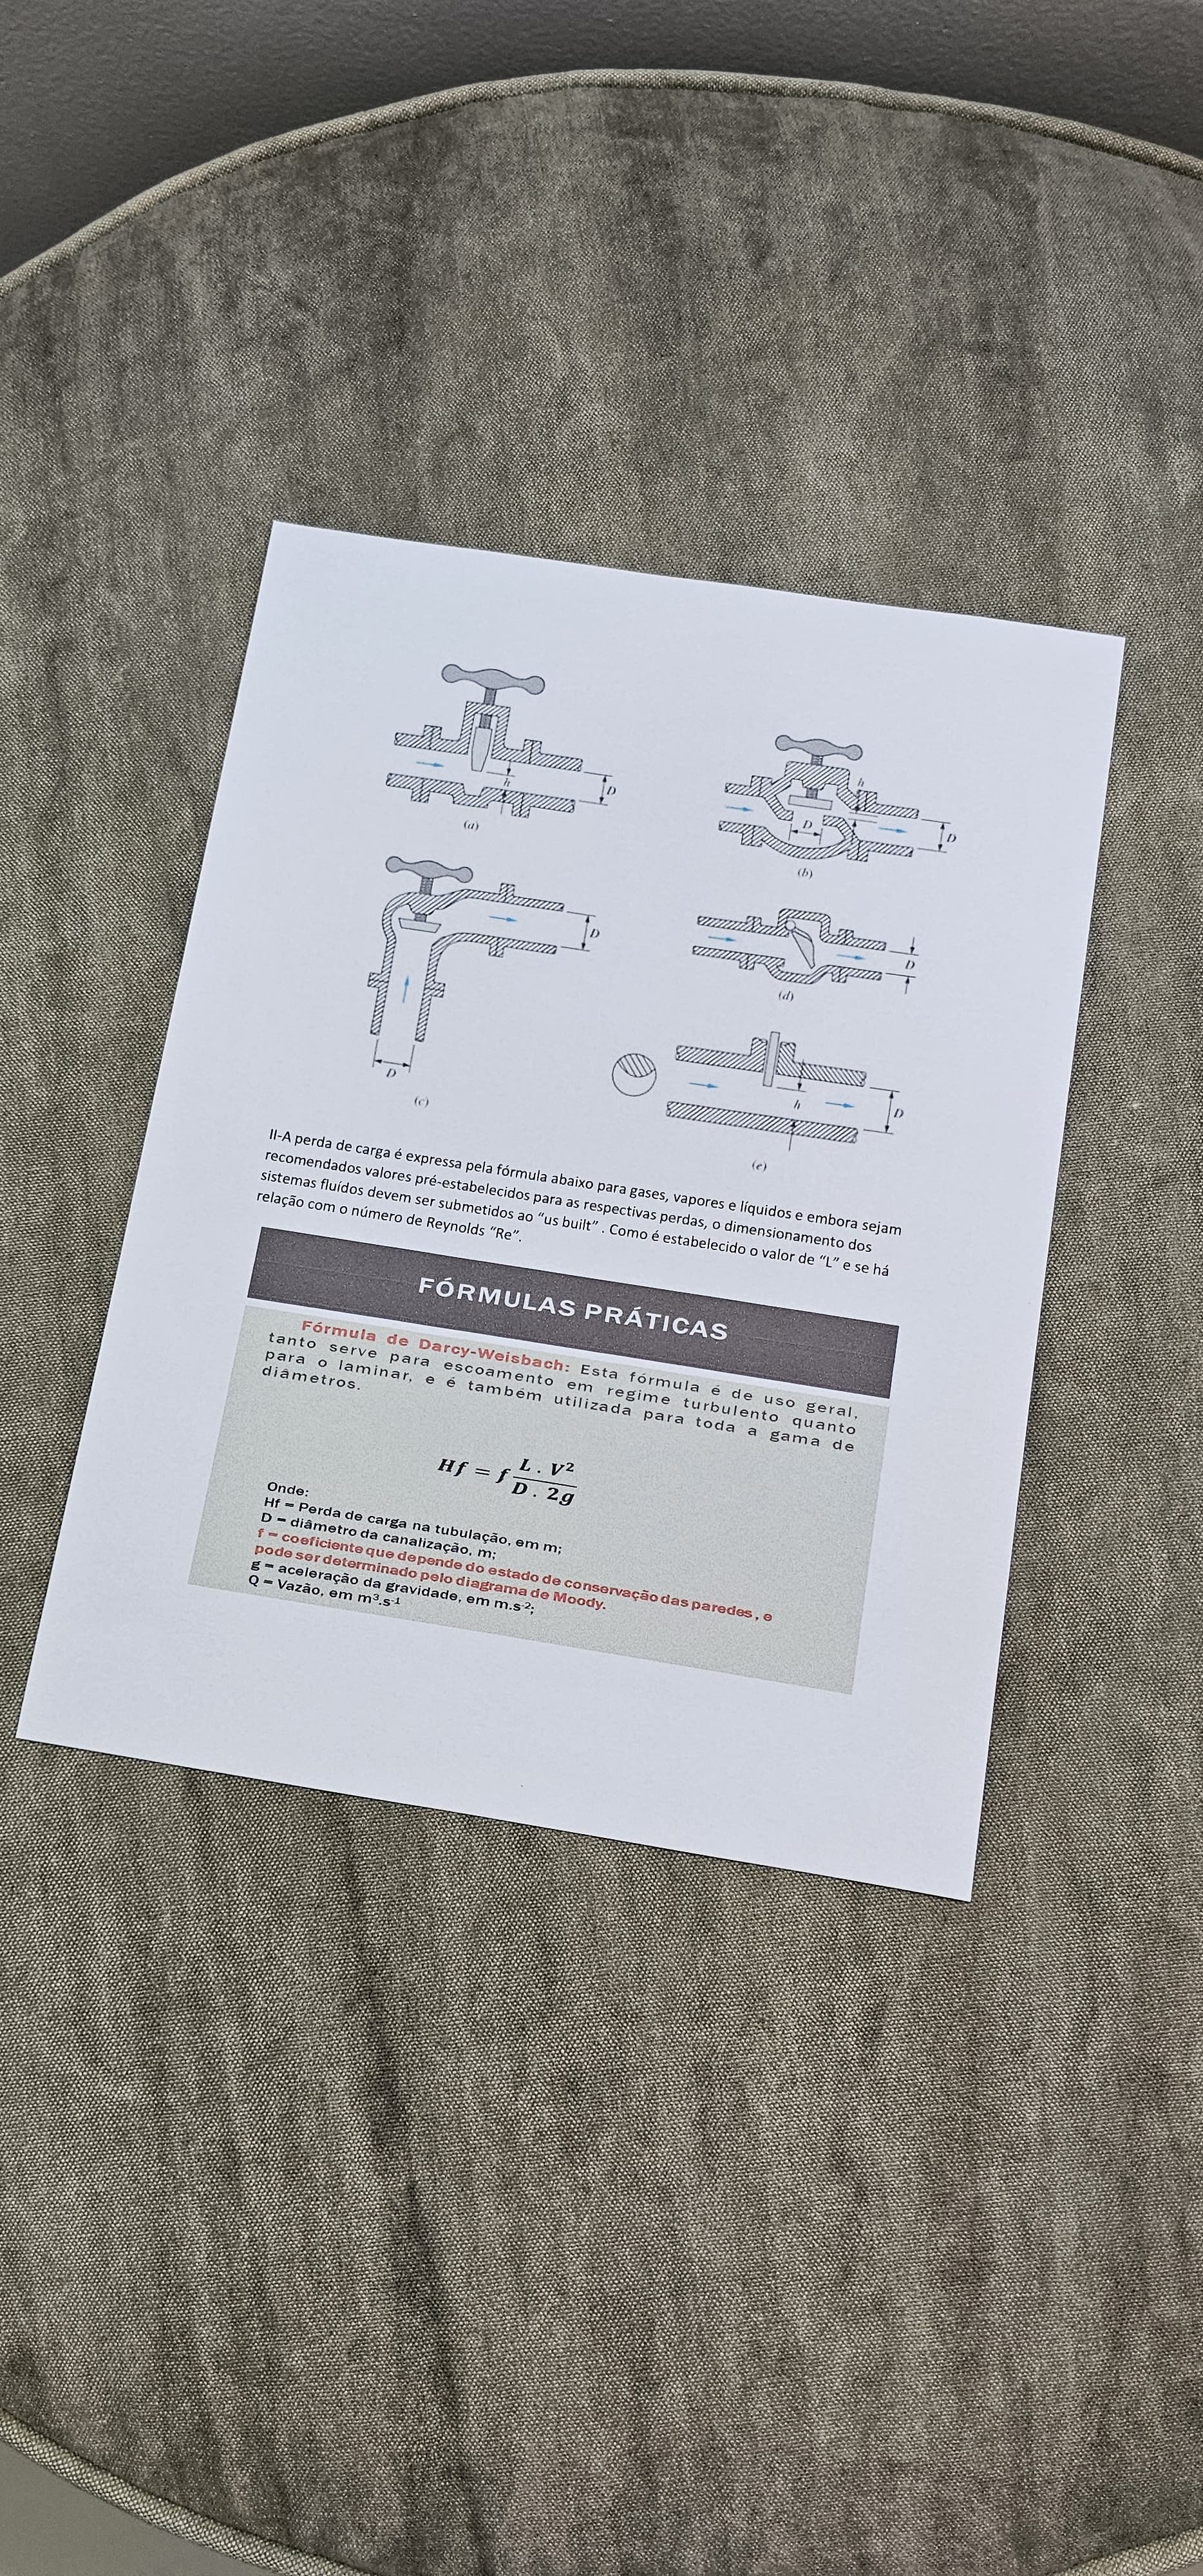 h
D
(a)
h
D
D
(b)
D
D
(c)
D
(d)
h
D
(e)
II-A perda de carga é expressa pela fórmula abaixo para gases, vapores e líquidos e embora sejam
recomendados valores pré-estabelecidos para as respectivas perdas, o dimensionamento dos
sistemas fluídos devem ser submetidos ao “us built” . Como é estabelecido o valor de “L” e se há
relação com o número de Reynolds “Re”.
FÓRMULAS PRÁTICAS
Fórmula de Darcy-Weisbach: Esta fórmula é de uso geral,
tanto serve para escoamento em regime turbulento quanto
para o laminar, e é também utilizada para toda a gama de
diâmetros.
Hf = f L . V² / D . 2g
Onde:
Hf = Perda de carga na tubulação, em m;
D = diâmetro da canalização, m;
f = coeficiente que depende do estado de conservação das paredes , e
pode ser determinado pelo diagrama de Moody.
g = aceleração da gravidade, em m.s⁻²;
Q = Vazão, em m³.s⁻¹